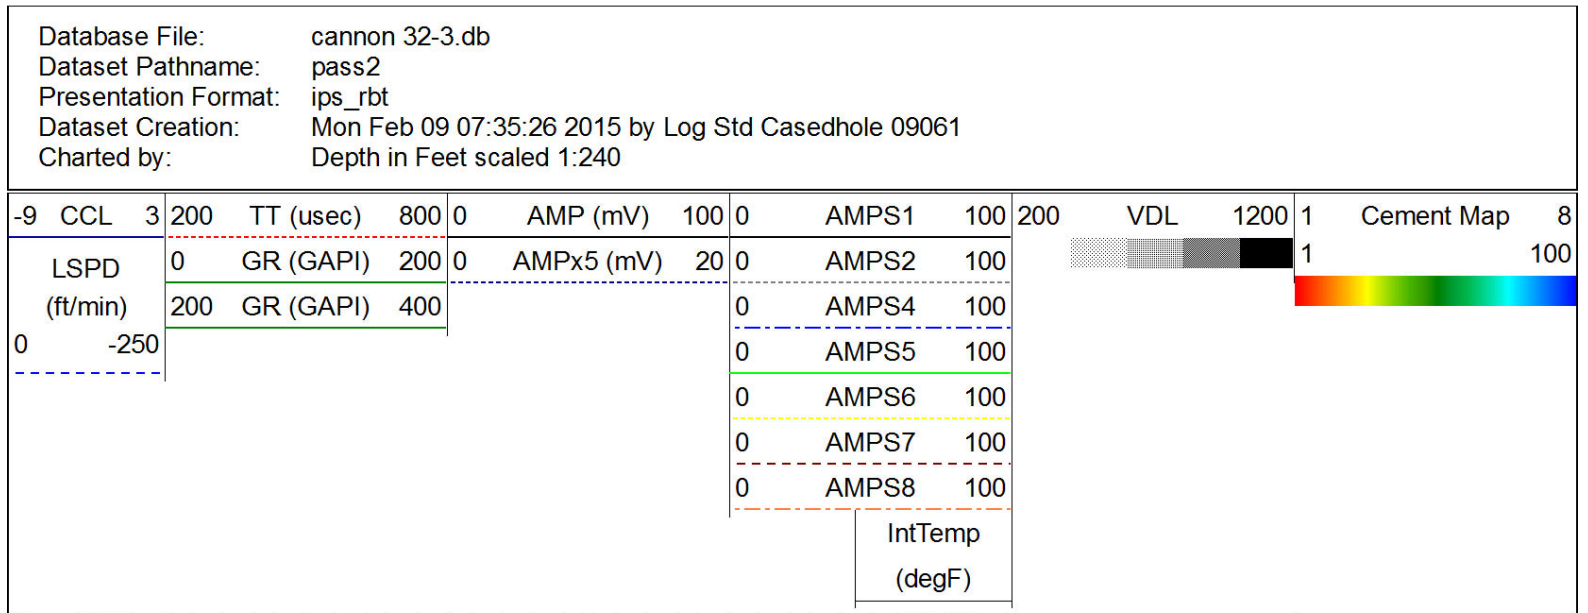 Database File: cannon 32-3.db
Dataset Pathname: pass2
Presentation Format: ips_rbt
Dataset Creation: Mon Feb 09 07:35:26 2015 by Log Std Casedhole 09061
Charted by: Depth in Feet scaled 1:240
-9 CCL 3 200 TT (usec) 800 0 AMP (mV) 100 0 AMPS1 100 200 VDL 1200 1 Cement Map 8
LSPD 0 GR (GAPI) 200 0 AMPx5 (mV) 20 0 AMPS2 100 1 100
(ft/min) 200 GR (GAPI) 400 0 AMPS4 100
0 -250 0 AMPS5 100
0 AMPS6 100
0 AMPS7 100
0 AMPS8 100
IntTemp
(degF)